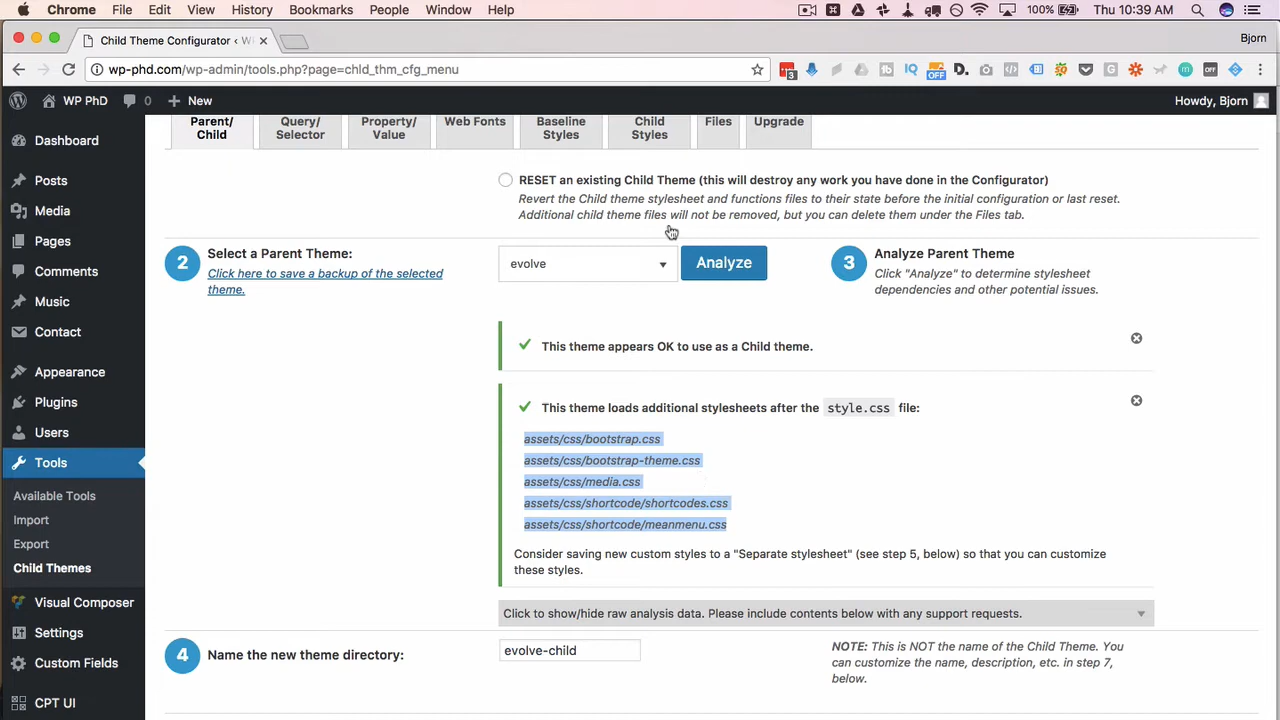 Chrome File Edit View History Bookmarks People Window Help 100% Thu 10:39 AM
Child Theme Configurator ‹ W
Bjorn
wp-phd.com/wp-admin/tools.php?page=chld_thm_cfg_menu
3
OFF
WP PhD 0 New Howdy, Bjorn
Dashboard
Posts
Media
Pages
Comments
Music
Contact
Appearance
Plugins
Users
Tools
Available Tools
Import
Export
Child Themes
Visual Composer
Settings
Custom Fields
CPT UI
Parent/
Child
Query/
Selector
Property/
Value
Web Fonts
Baseline
Styles
Child
Styles
Files
Upgrade
RESET an existing Child Theme (this will destroy any work you have done in the Configurator)
Revert the Child theme stylesheet and functions files to their state before the initial configuration or last reset.
Additional child theme files will not be removed, but you can delete them under the Files tab.
2
Select a Parent Theme:
Click here to save a backup of the selected
theme.
evolve
Analyze
3
Analyze Parent Theme
Click "Analyze" to determine stylesheet
dependencies and other potential issues.
This theme appears OK to use as a Child theme.
This theme loads additional stylesheets after the style.css file:
assets/css/bootstrap.css
assets/css/bootstrap-theme.css
assets/css/media.css
assets/css/shortcode/shortcodes.css
assets/css/shortcode/meanmenu.css
Consider saving new custom styles to a "Separate stylesheet" (see step 5, below) so that you can customize
these styles.
Click to show/hide raw analysis data. Please include contents below with any support requests.
4
Name the new theme directory:
evolve-child
NOTE: This is NOT the name of the Child Theme. You
can customize the name, description, etc. in step 7,
below.